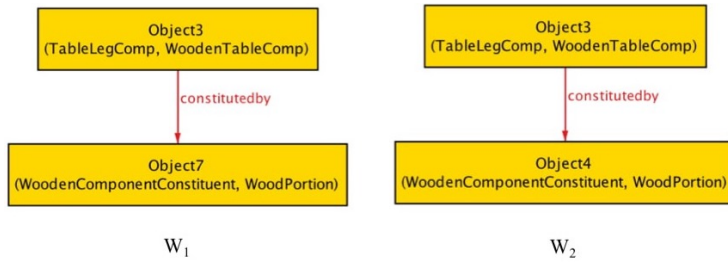 Object3
(TableLegComp, WoodenTableComp)
constitutedby
Object7
(WoodenComponentConstituent, WoodPortion)
W1
Object3
(TableLegComp, WoodenTableComp)
constitutedby
Object4
(WoodenComponentConstituent, WoodPortion)
W2